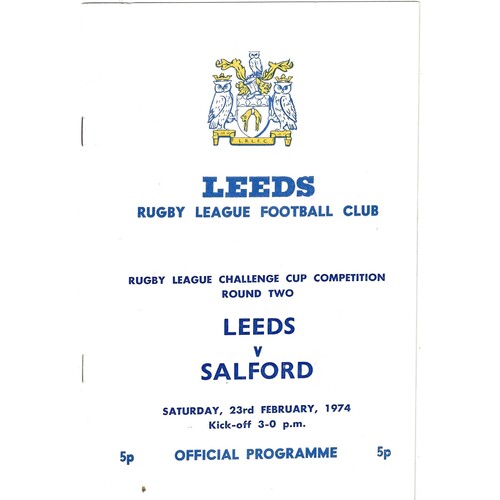 L.R.L.F.C.
LEEDS
RUGBY LEAGUE FOOTBALL CLUB
RUGBY LEAGUE CHALLENGE CUP COMPETITION
ROUND TWO
LEEDS
v
SALFORD
SATURDAY, 23rd FEBRUARY, 1974
Kick-off 3-0 p.m.
5p OFFICIAL PROGRAMME 5p